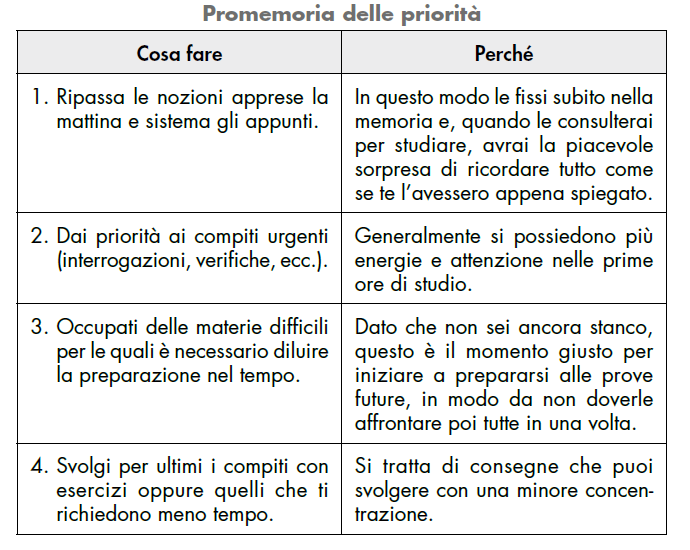 Promemoria delle priorità
Cosa fare
Perché
1. Ripassa le nozioni apprese la
mattina e sistema gli appunti.
In questo modo le fissi subito nella
memoria e, quando le consulterai
per studiare, avrai la piacevole
sorpresa di ricordare tutto come
se te l’avessero appena spiegato.
2. Dai priorità ai compiti urgenti
(interrogazioni, verifiche, ecc.).
Generalmente si possiedono più
energie e attenzione nelle prime
ore di studio.
3. Occupati delle materie difficili
per le quali è necessario diluire
la preparazione nel tempo.
Dato che non sei ancora stanco,
questo è il momento giusto per
iniziare a prepararsi alle prove
future, in modo da non doverle
affrontare poi tutte in una volta.
4. Svolgi per ultimi i compiti con
esercizi oppure quelli che ti
richiedono meno tempo.
Si tratta di consegne che puoi
svolgere con una minore concen-
trazione.